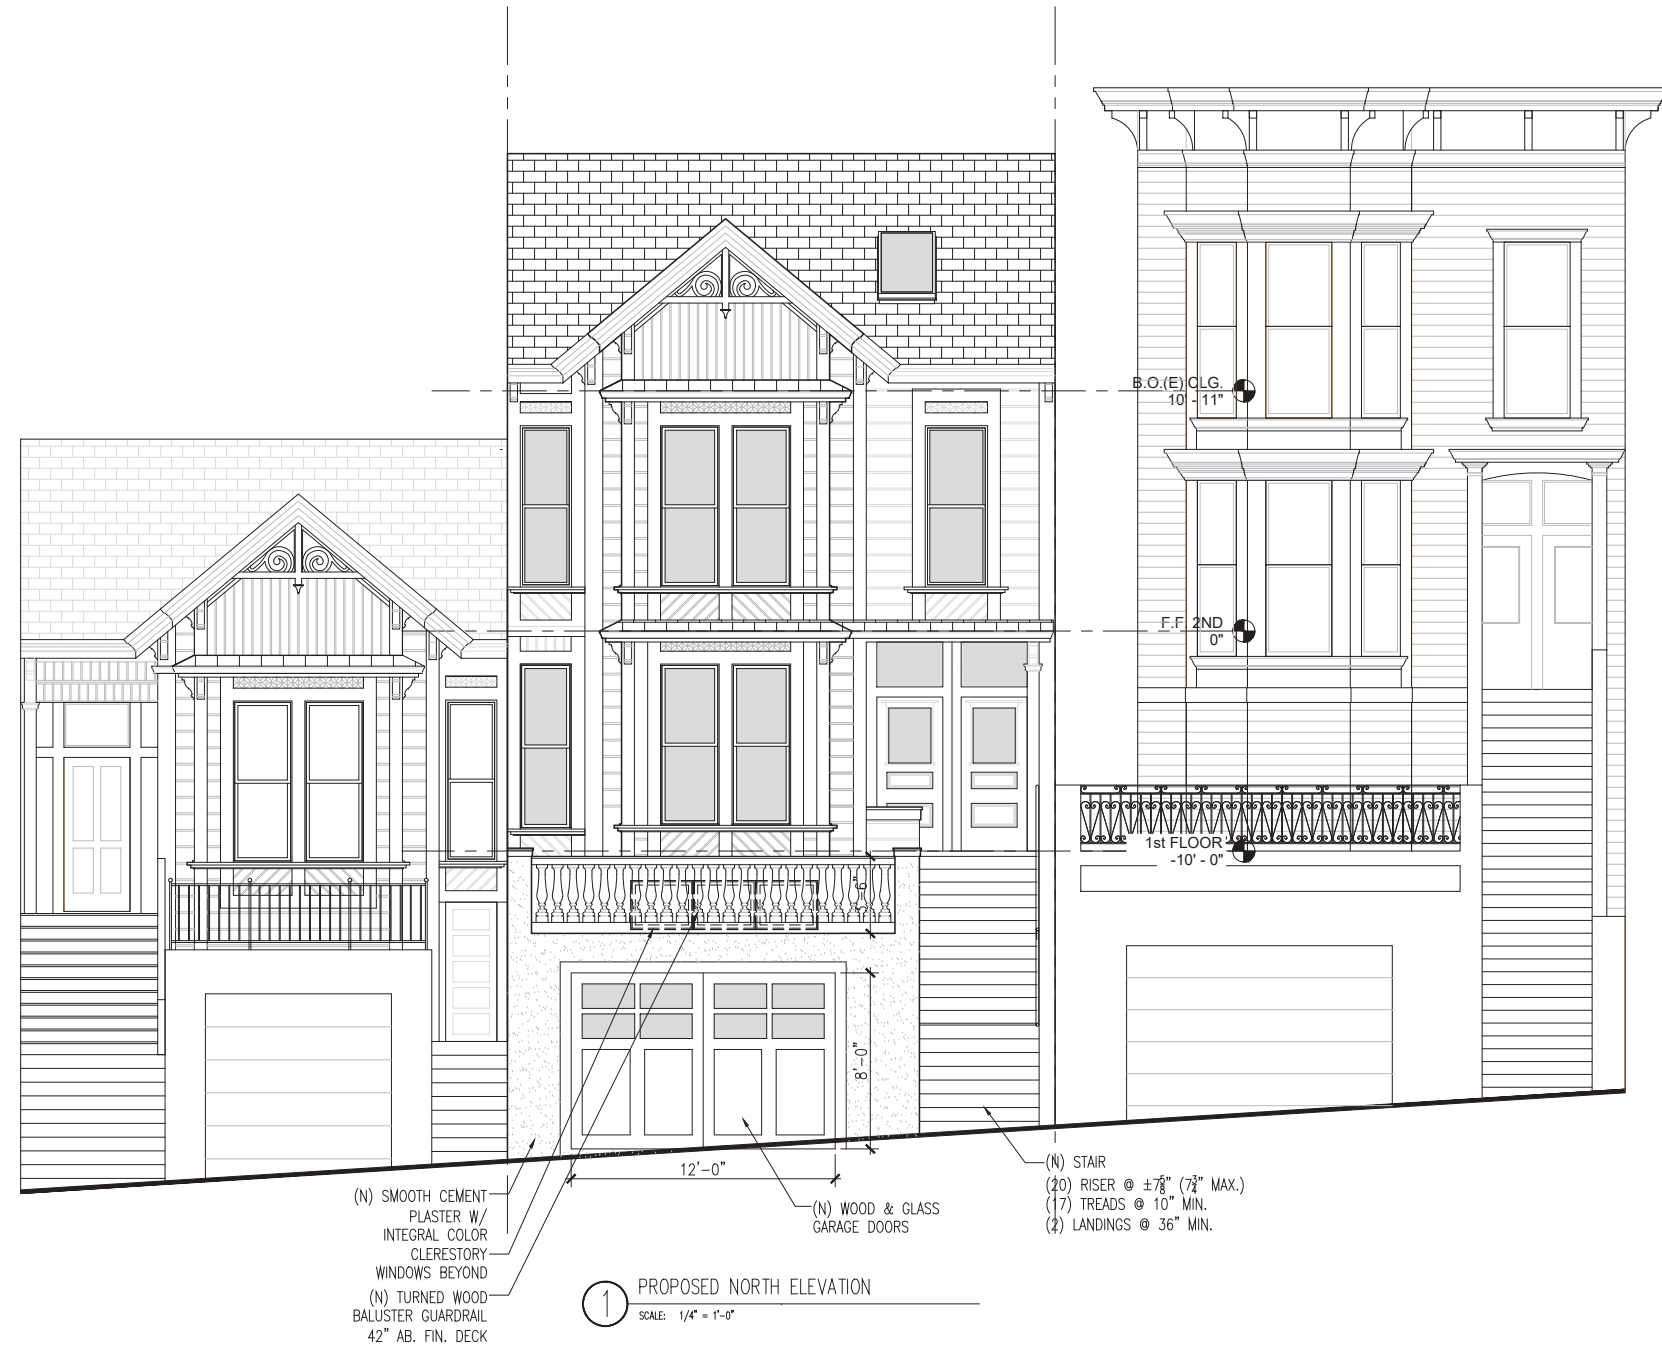 B.O.(E) CLG.
10' - 11"
F.F. 2ND
0"
1st FLOOR
-10' - 0"
3'-6"
8'-0"
12'-0"
(N) SMOOTH CEMENT
PLASTER W/
INTEGRAL COLOR
CLERESTORY
WINDOWS BEYOND
(N) TURNED WOOD
BALUSTER GUARDRAIL
42" AB. FIN. DECK
(N) WOOD & GLASS
GARAGE DOORS
(N) STAIR
(20) RISER @ ±7⅝" (7¾" MAX.)
(17) TREADS @ 10" MIN.
(2) LANDINGS @ 36" MIN.
1
PROPOSED NORTH ELEVATION
SCALE: 1/4" = 1'-0"